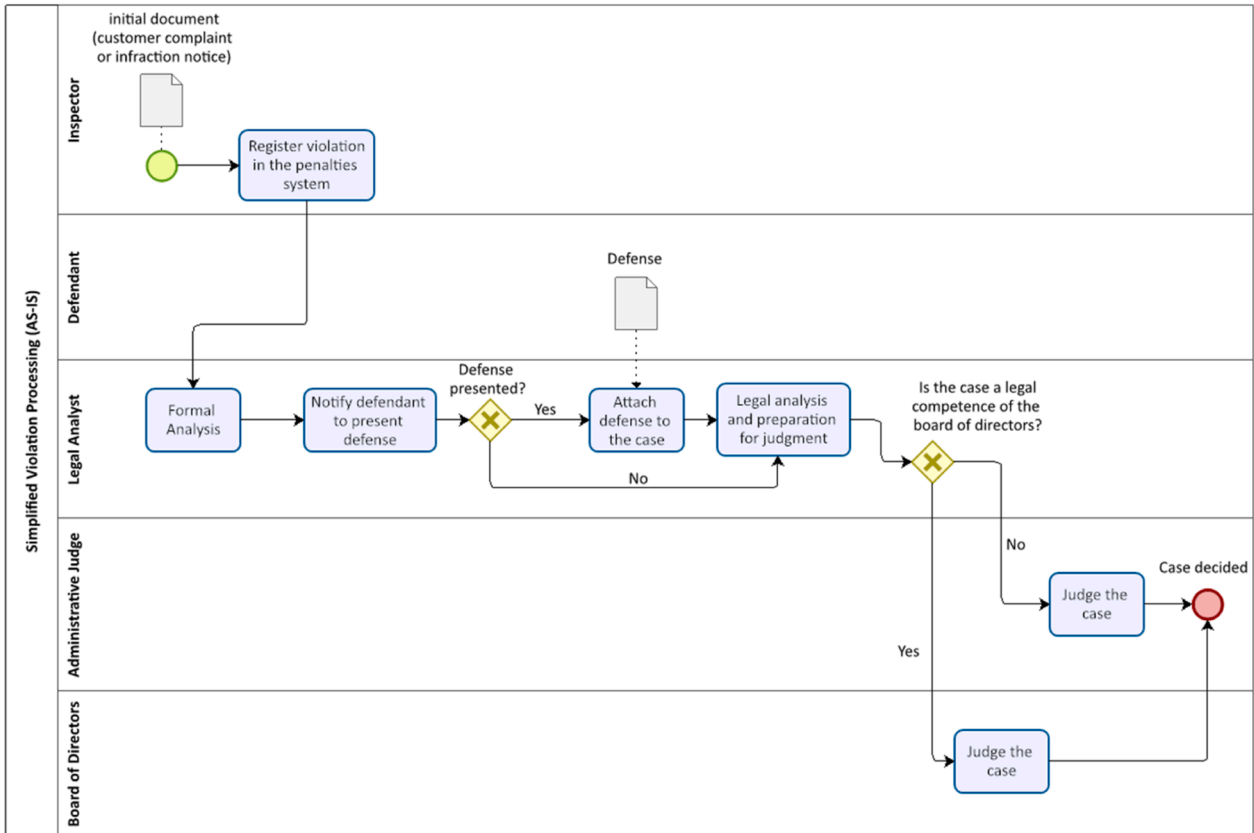 Simplified Violation Processing (AS-IS)
Inspector
initial document
(customer complaint
or infraction notice)
Register violation
in the penalties
system
Defendant
Defense
Legal Analyst
Formal
Analysis
Notify defendant
to present
defense
Defense
presented?
Yes
No
Attach
defense to
the case
Legal analysis
and preparation
for judgment
Is the case a legal
competence of the
board of directors?
No
Yes
Administrative Judge
Judge the
case
Case decided
Board of Directors
Judge the
case